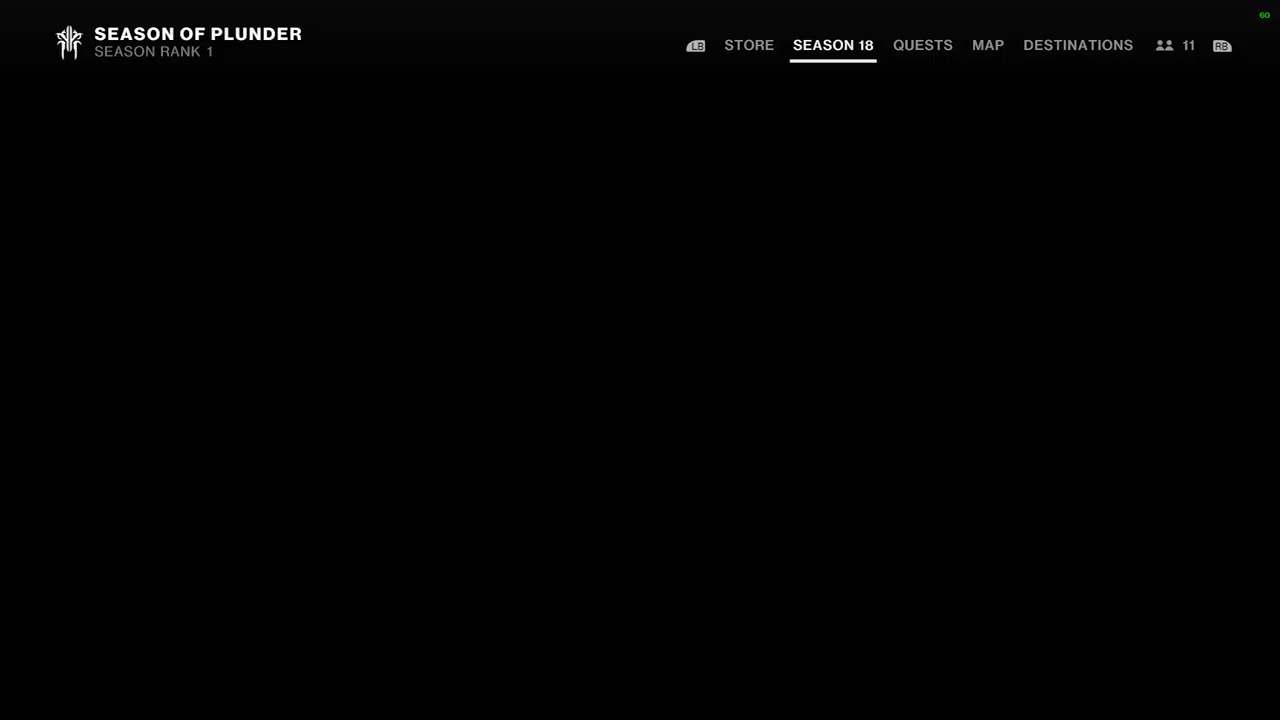 SEASON OF PLUNDER
SEASON RANK 1
LB STORE SEASON 18 QUESTS MAP DESTINATIONS 11 RB
60